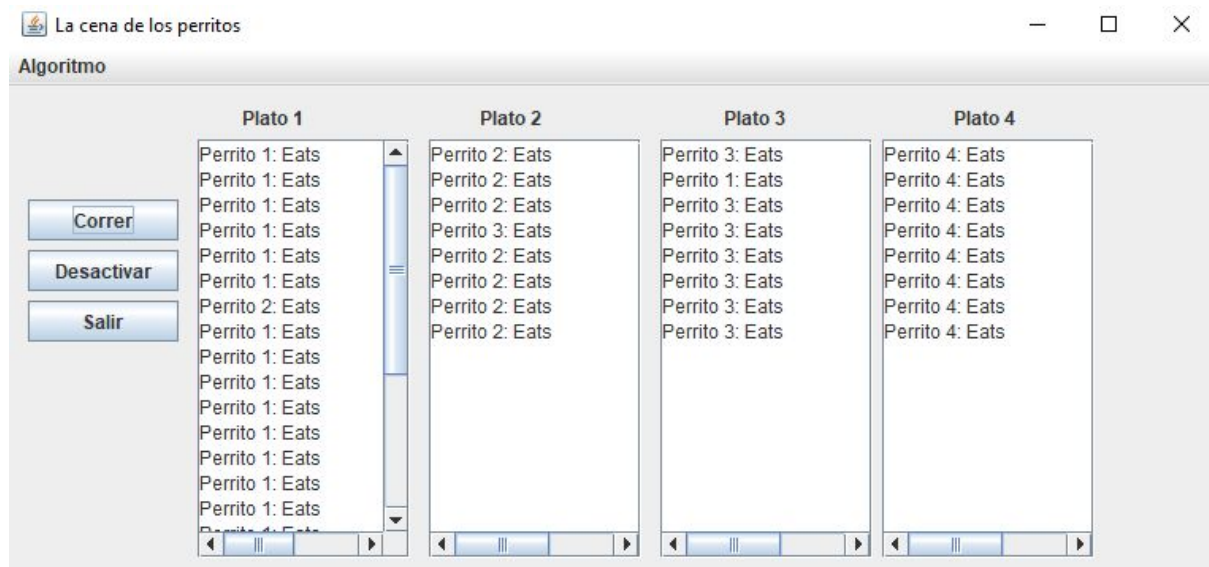 La cena de los perritos
Algoritmo
Plato 1
Perrito 1: Eats
Perrito 1: Eats
Perrito 1: Eats
Perrito 1: Eats
Perrito 1: Eats
Perrito 1: Eats
Perrito 2: Eats
Perrito 1: Eats
Perrito 1: Eats
Perrito 1: Eats
Perrito 1: Eats
Perrito 1: Eats
Perrito 1: Eats
Perrito 1: Eats
Perrito 1: Eats
Plato 2
Perrito 2: Eats
Perrito 2: Eats
Perrito 2: Eats
Perrito 3: Eats
Perrito 2: Eats
Perrito 2: Eats
Perrito 2: Eats
Perrito 2: Eats
Plato 3
Perrito 3: Eats
Perrito 1: Eats
Perrito 3: Eats
Perrito 3: Eats
Perrito 3: Eats
Perrito 3: Eats
Perrito 3: Eats
Perrito 3: Eats
Plato 4
Perrito 4: Eats
Perrito 4: Eats
Perrito 4: Eats
Perrito 4: Eats
Perrito 4: Eats
Perrito 4: Eats
Perrito 4: Eats
Perrito 4: Eats
Correr
Desactivar
Salir